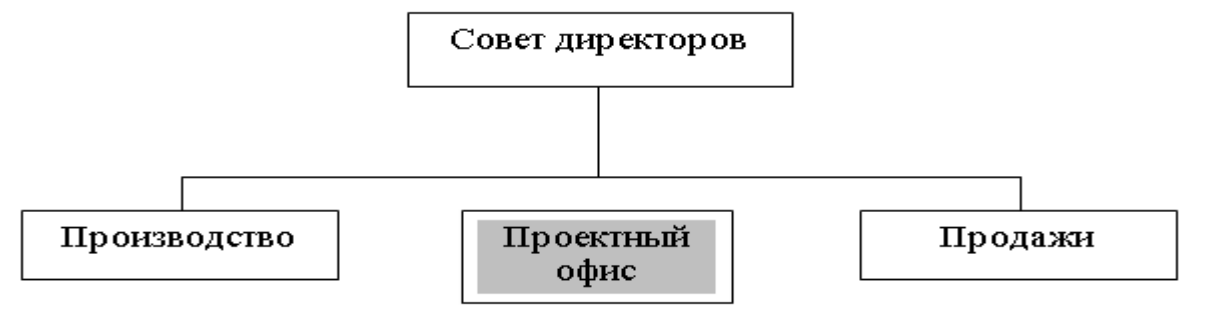 Совет директоров
Производство
Проектный
офис
Продажи